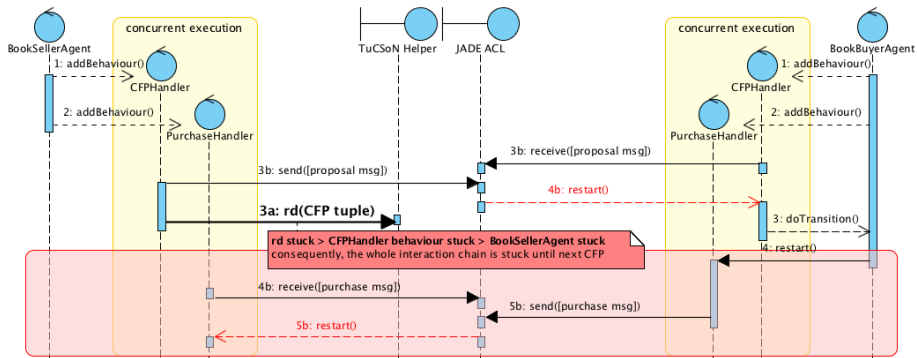 concurrent execution
concurrent execution
BookSellerAgent
TuCSoN Helper
JADE ACL
BookBuyerAgent
1: addBehaviour()
1: addBehaviour()
CFPHandler
CFPHandler
2: addBehaviour()
2: addBehaviour()
PurchaseHandler
PurchaseHandler
3b: receive([proposal msg])
3b: send([proposal msg])
4b: restart()
3a: rd(CFP tuple)
3: doTransition()
rd stuck > CFPHandler behaviour stuck > BookSellerAgent stuck
consequently, the whole interaction chain is stuck until next CFP
4: restart()
4b: receive([purchase msg])
5b: send([purchase msg])
5b: restart()